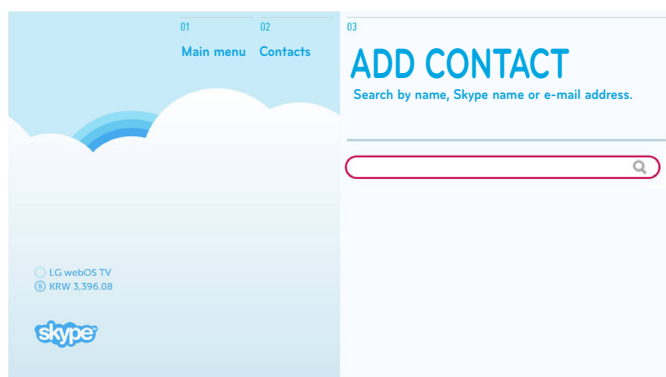 01 02 03
Main menu Contacts
ADD CONTACT
Search by name, Skype name or e-mail address.
LG webOS TV
S KRW 3,396.08
skype